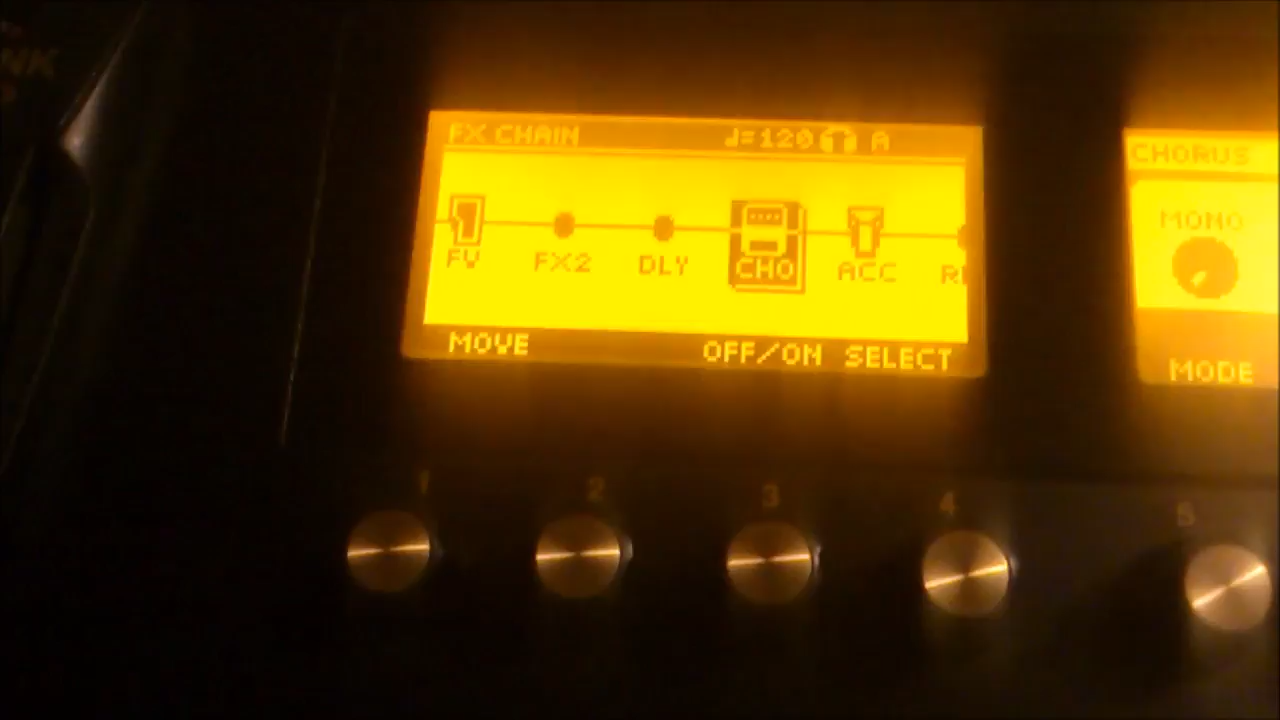 FX CHAIN ♩=120 A
FV FX2 DLY CHO ACC
MOVE OFF/ON SELECT
CHORUS
MONO
MODE
1 2 3 4 5